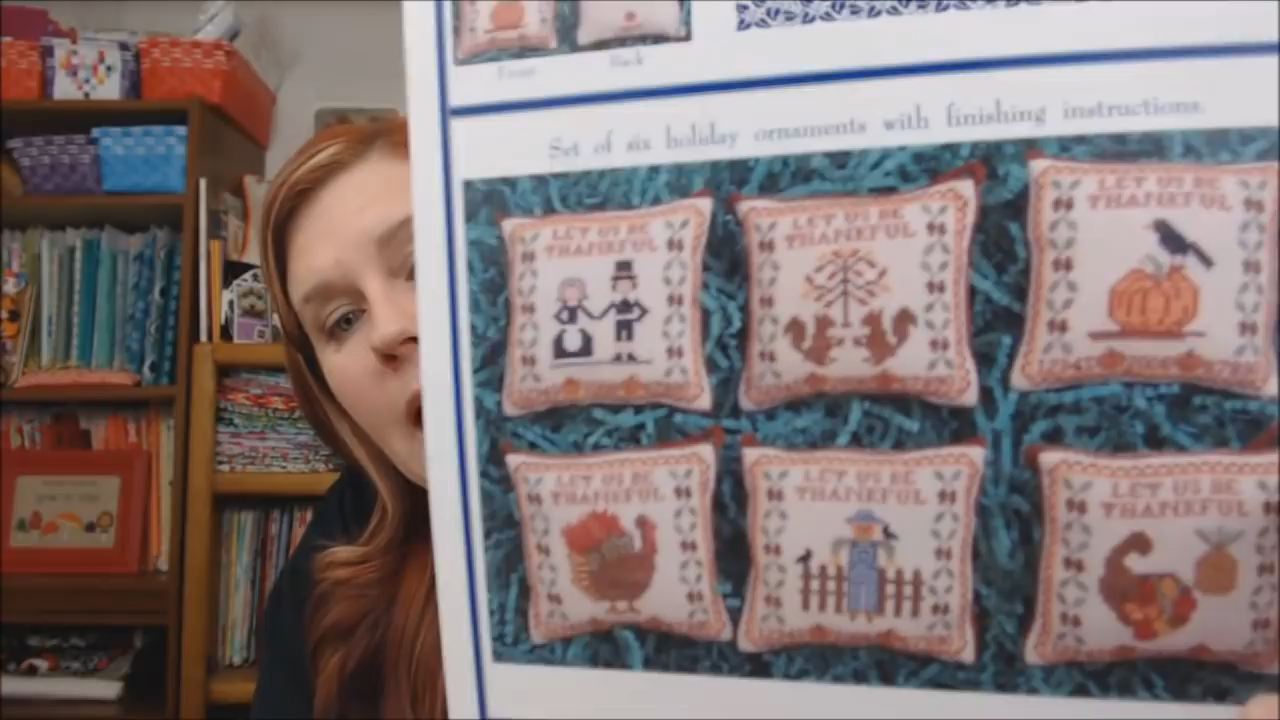 Front
Back
Set of six holiday ornaments with finishing instructions.
LET US BE
THANKFUL
LET US BE
THANKFUL
LET US BE
THANKFUL
LET US BE
THANKFUL
LET US BE
THANKFUL
LET US BE
THANKFUL